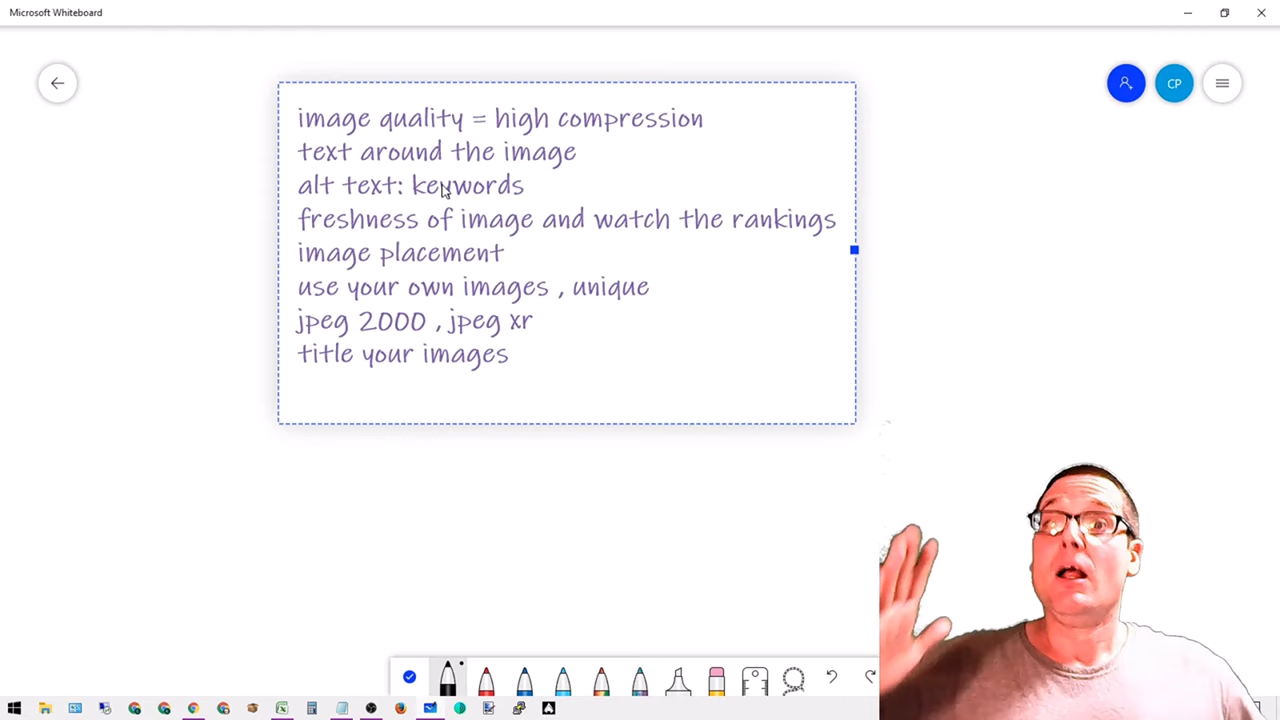 Microsoft Whiteboard
CP
image quality = high compression
text around the image
alt text: keywords
freshness of image and watch the rankings
image placement
use your own images , unique
jpeg 2000 , jpeg xr
title your images